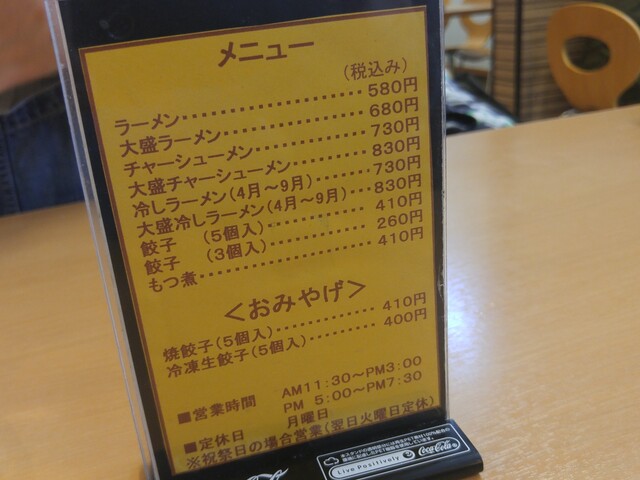 メニュー
(税込み)
ラーメン………………………580円
大盛ラーメン…………………680円
チャーシューメン……………730円
大盛チャーシューメン………830円
冷しラーメン(4月～9月)……730円
大盛冷しラーメン(4月～9月)…830円
餃子 (5個入)…………………410円
餃子 (3個入)…………………260円
もつ煮…………………………410円
＜おみやげ＞
焼餃子(5個入)………………410円
冷凍生餃子(5個入)…………400円
■営業時間 AM11:30～PM3:00
PM 5:00～PM7:30
■定休日 月曜日
※祝祭日の場合営業(翌日火曜日定休)
Live Positively
Coca-Cola